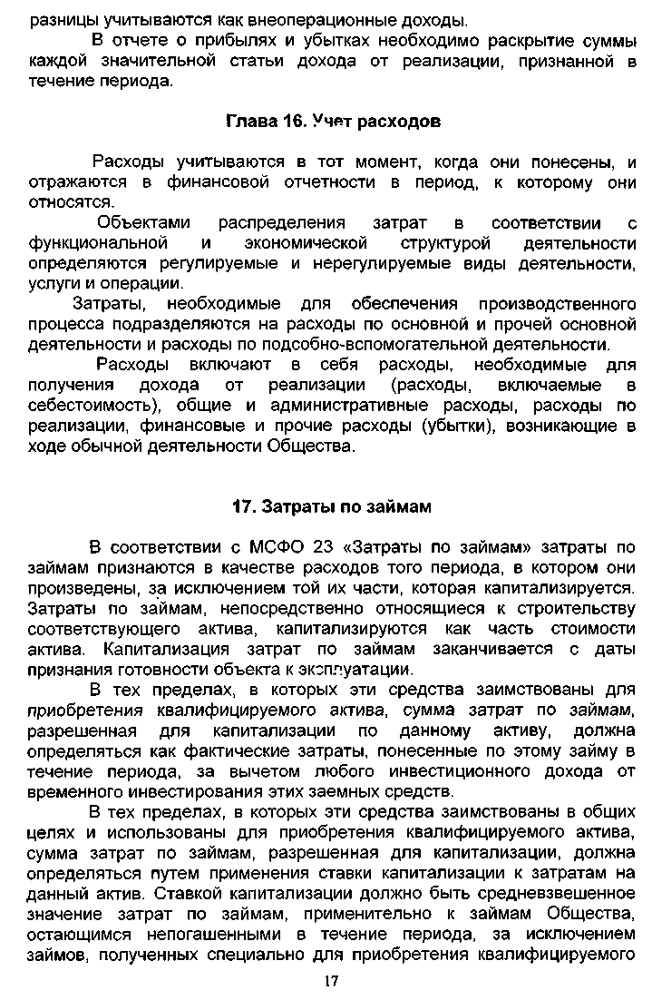 разницы учитываются как внеоперационные доходы.
В отчете о прибылях и убытках необходимо раскрытие суммы
каждой значительной статьи дохода от реализации, признанной в
течение периода.
Глава 16. Учет расходов
Расходы учитываются в тот момент, когда они понесены, и
отражаются в финансовой отчетности в период, к которому они
относятся.
Объектами распределения затрат в соответствии с
функциональной и экономической структурой деятельности
определяются регулируемые и нерегулируемые виды деятельности,
услуги и операции.
Затраты, необходимые для обеспечения производственного
процесса подразделяются на расходы по основной и прочей основной
деятельности и расходы по подсобно-вспомогательной деятельности.
Расходы включают в себя расходы, необходимые для
получения дохода от реализации (расходы, включаемые в
себестоимость), общие и административные расходы, расходы по
реализации, финансовые и прочие расходы (убытки), возникающие в
ходе обычной деятельности Общества.
17. Затраты по займам
В соответствии с МСФО 23 «Затраты по займам» затраты по
займам признаются в качестве расходов того периода, в котором они
произведены, за исключением той их части, которая капитализируется.
Затраты по займам, непосредственно относящиеся к строительству
соответствующего актива, капитализируются как часть стоимости
актива. Капитализация затрат по займам заканчивается с даты
признания готовности объекта к эксплуатации.
В тех пределах, в которых эти средства заимствованы для
приобретения квалифицируемого актива, сумма затрат по займам,
разрешенная для капитализации по данному активу, должна
определяться как фактические затраты, понесенные по этому займу в
течение периода, за вычетом любого инвестиционного дохода от
временного инвестирования этих заемных средств.
В тех пределах, в которых эти средства заимствованы в общих
целях и использованы для приобретения квалифицируемого актива,
сумма затрат по займам, разрешенная для капитализации, должна
определяться путем применения ставки капитализации к затратам на
данный актив. Ставкой капитализации должно быть средневзвешенное
значение затрат по займам, применительно к займам Общества,
остающимся непогашенными в течение периода, за исключением
займов, полученных специально для приобретения квалифицируемого
17